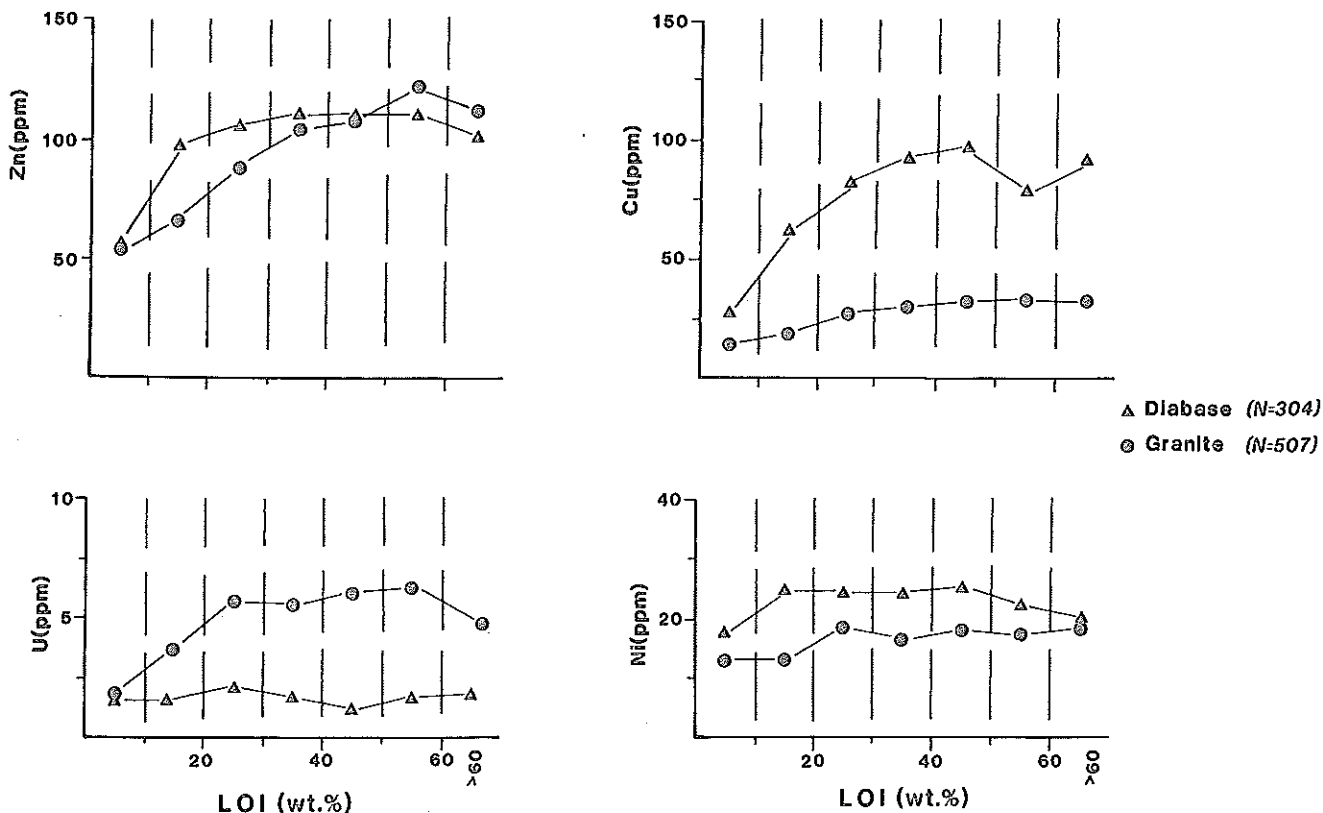 150
100
50
Zn(ppm)
150
100
50
Cu(ppm)
▲ Diabase (N=304)
● Granite (N=507)
10
5
U(ppm)
20
40
60
>60
LOI (wt.%)
40
20
Ni(ppm)
20
40
60
>60
LOI (wt.%)